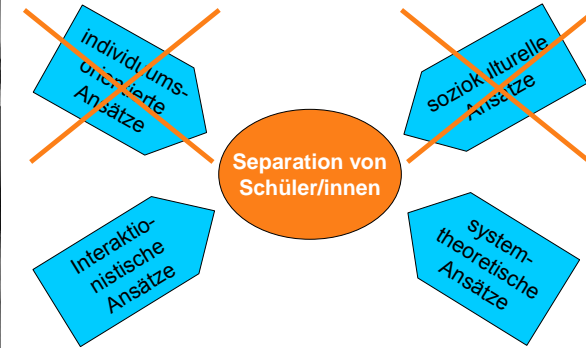 individuums-
orientierte
Ansätze
soziokulturelle
Ansätze
Separation von
Schüler/innen
Interaktio-
nistische
Ansätze
system-
theoretische
Ansätze